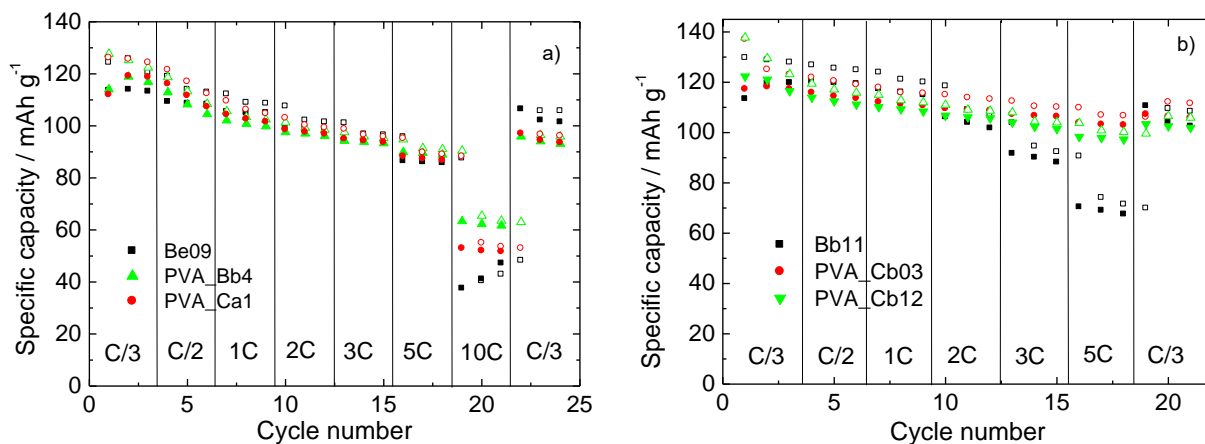 a)
140
120
100
80
60
40
20
0
Specific capacity / mAh g-1
Be09
PVA_Bb4
PVA_Ca1
C/3 C/2 1C 2C 3C 5C 10C C/3
0 5 10 15 20 25
Cycle number
b)
140
120
100
80
60
40
20
0
Specific capacity / mAh g-1
Bb11
PVA_Cb03
PVA_Cb12
C/3 C/2 1C 2C 3C 5C C/3
0 5 10 15 20
Cycle number